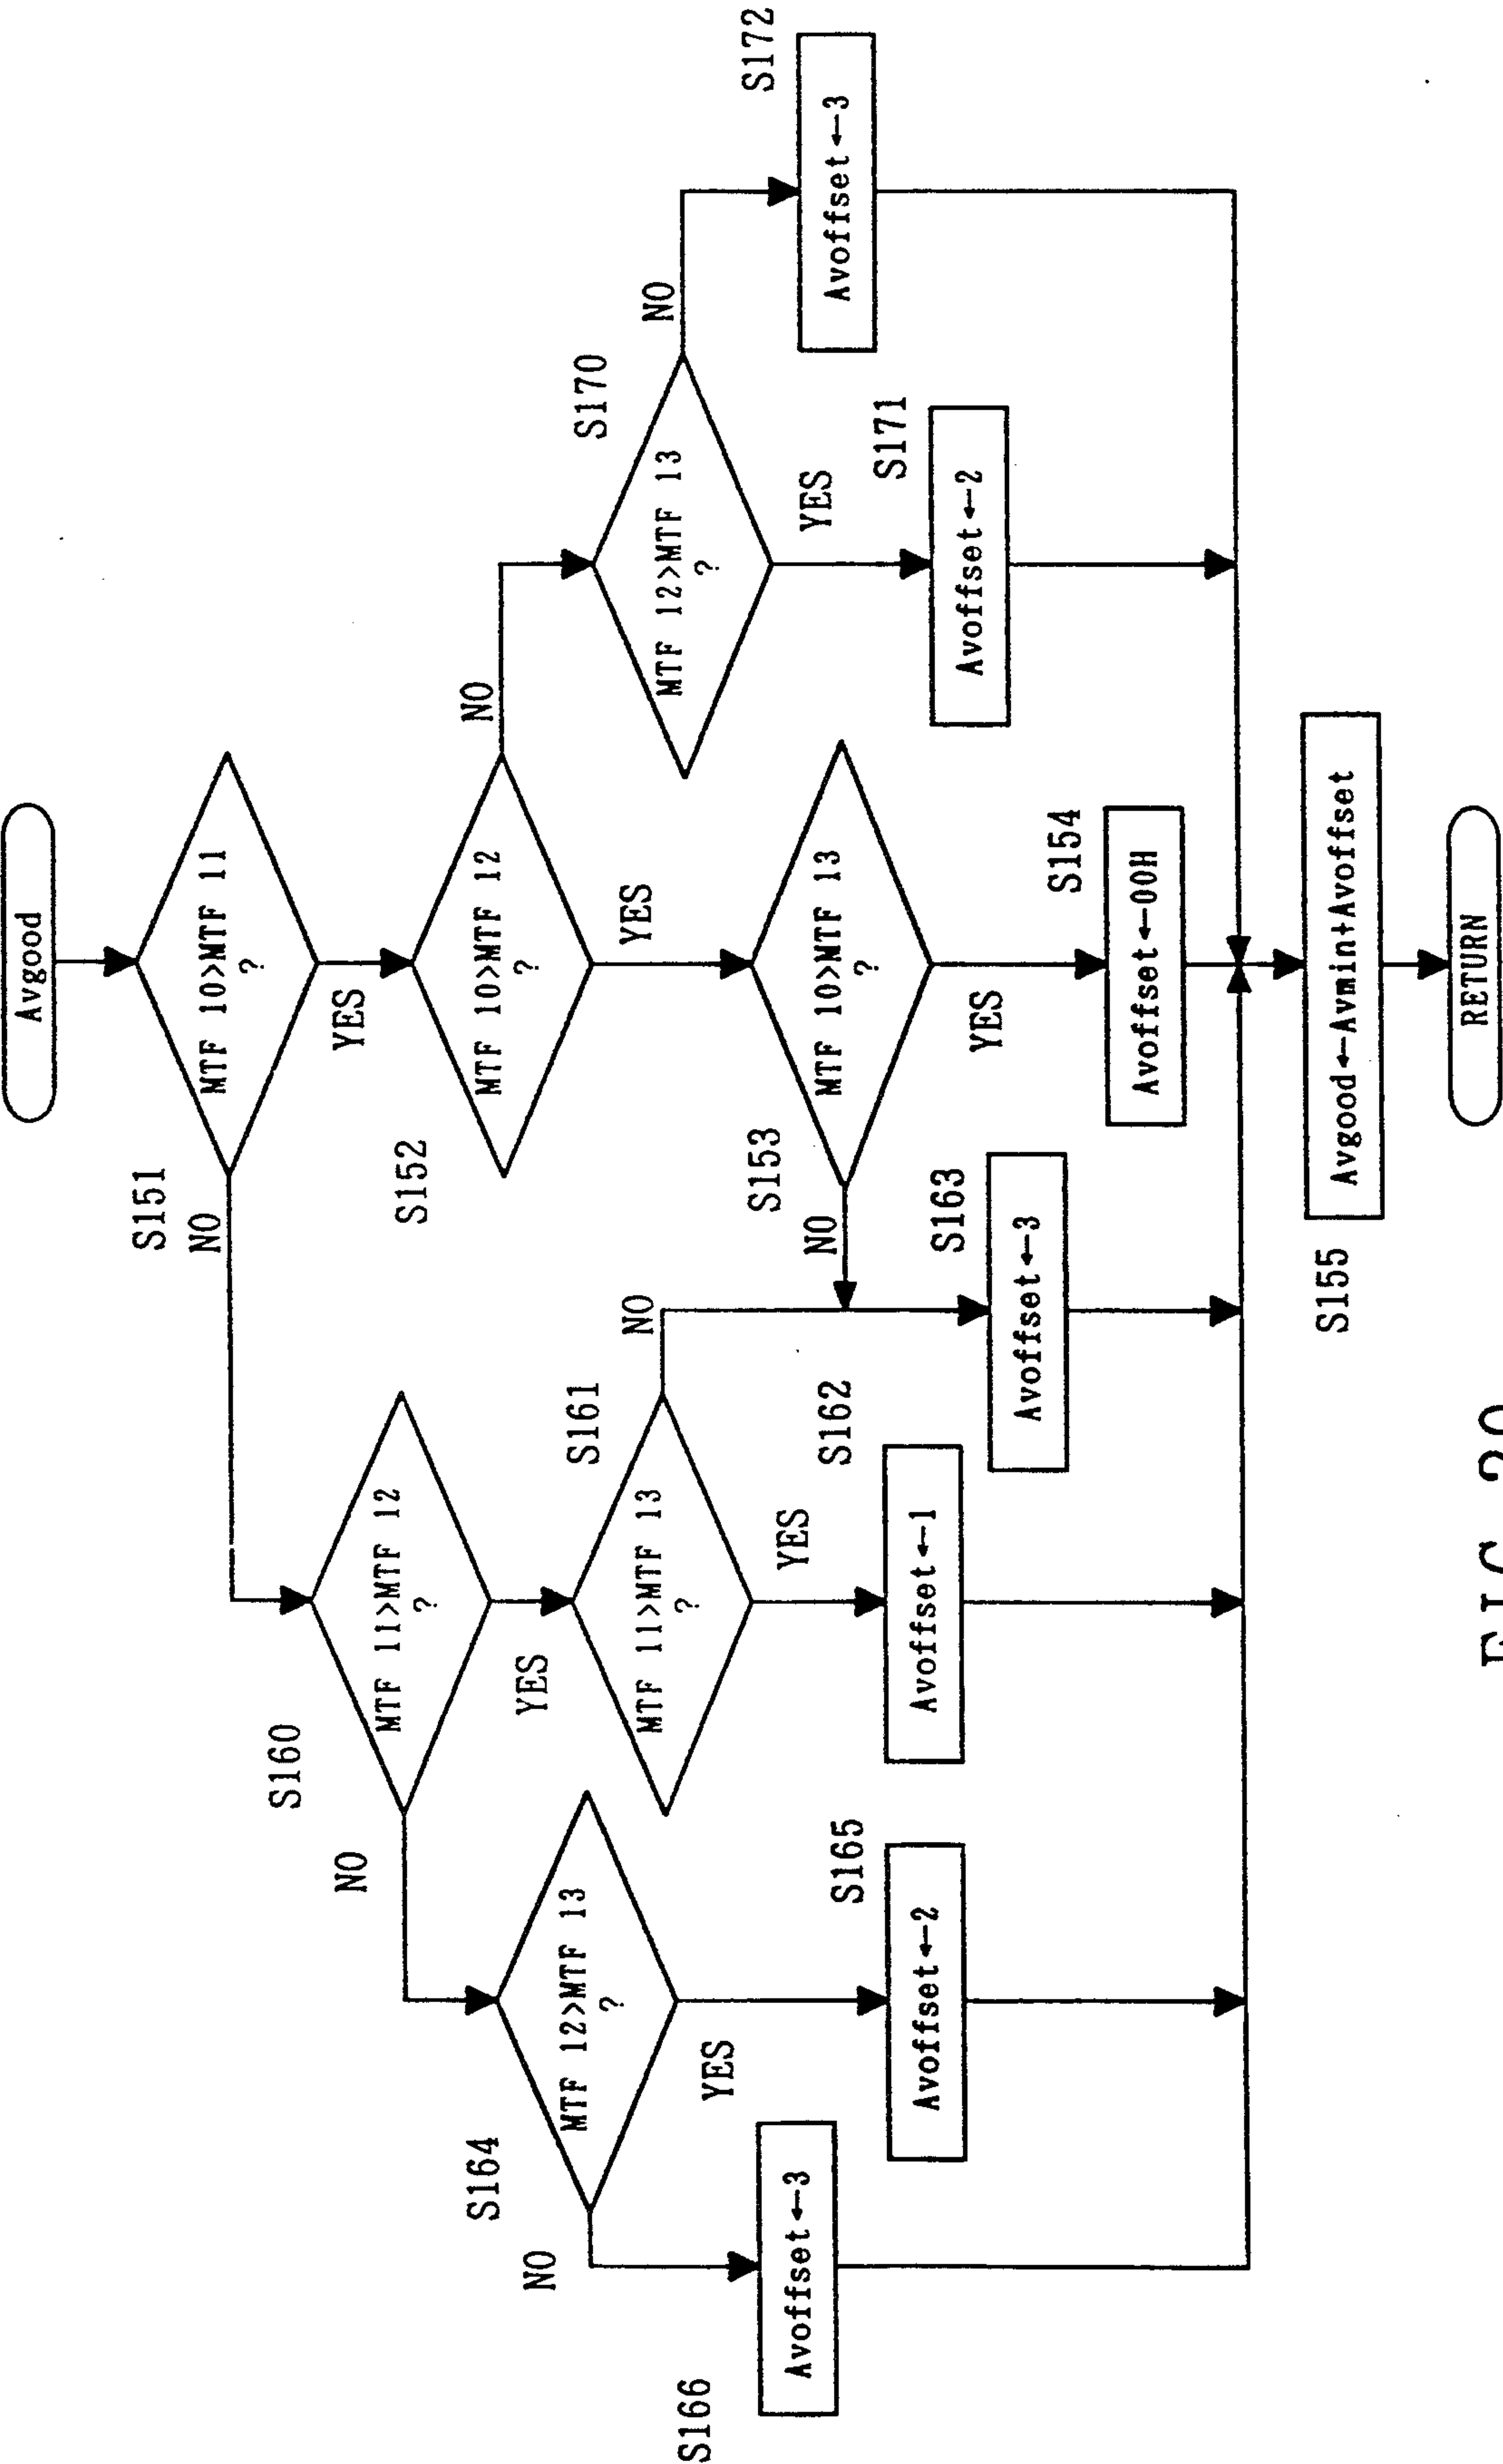 Avgood
S151
MTF 10>MTF 11
?
NO
YES
S160
MTF 11>MTF 12
?
NO
YES
S152
MTF 10>MTF 12
?
NO
YES
S164
MTF 12>MTF 13
?
NO
YES
S161
MTF 11>MTF 13
?
NO
YES
S153
MTF 10>MTF 13
?
NO
YES
S170
MTF 12>MTF 13
?
NO
YES
S166
Avoffset←3
S165
Avoffset←2
S162
Avoffset←1
S163
Avoffset←3
S154
Avoffset←00H
S171
Avoffset←2
S172
Avoffset←3
S155
Avgood←Avmint+Avoffset
RETURN